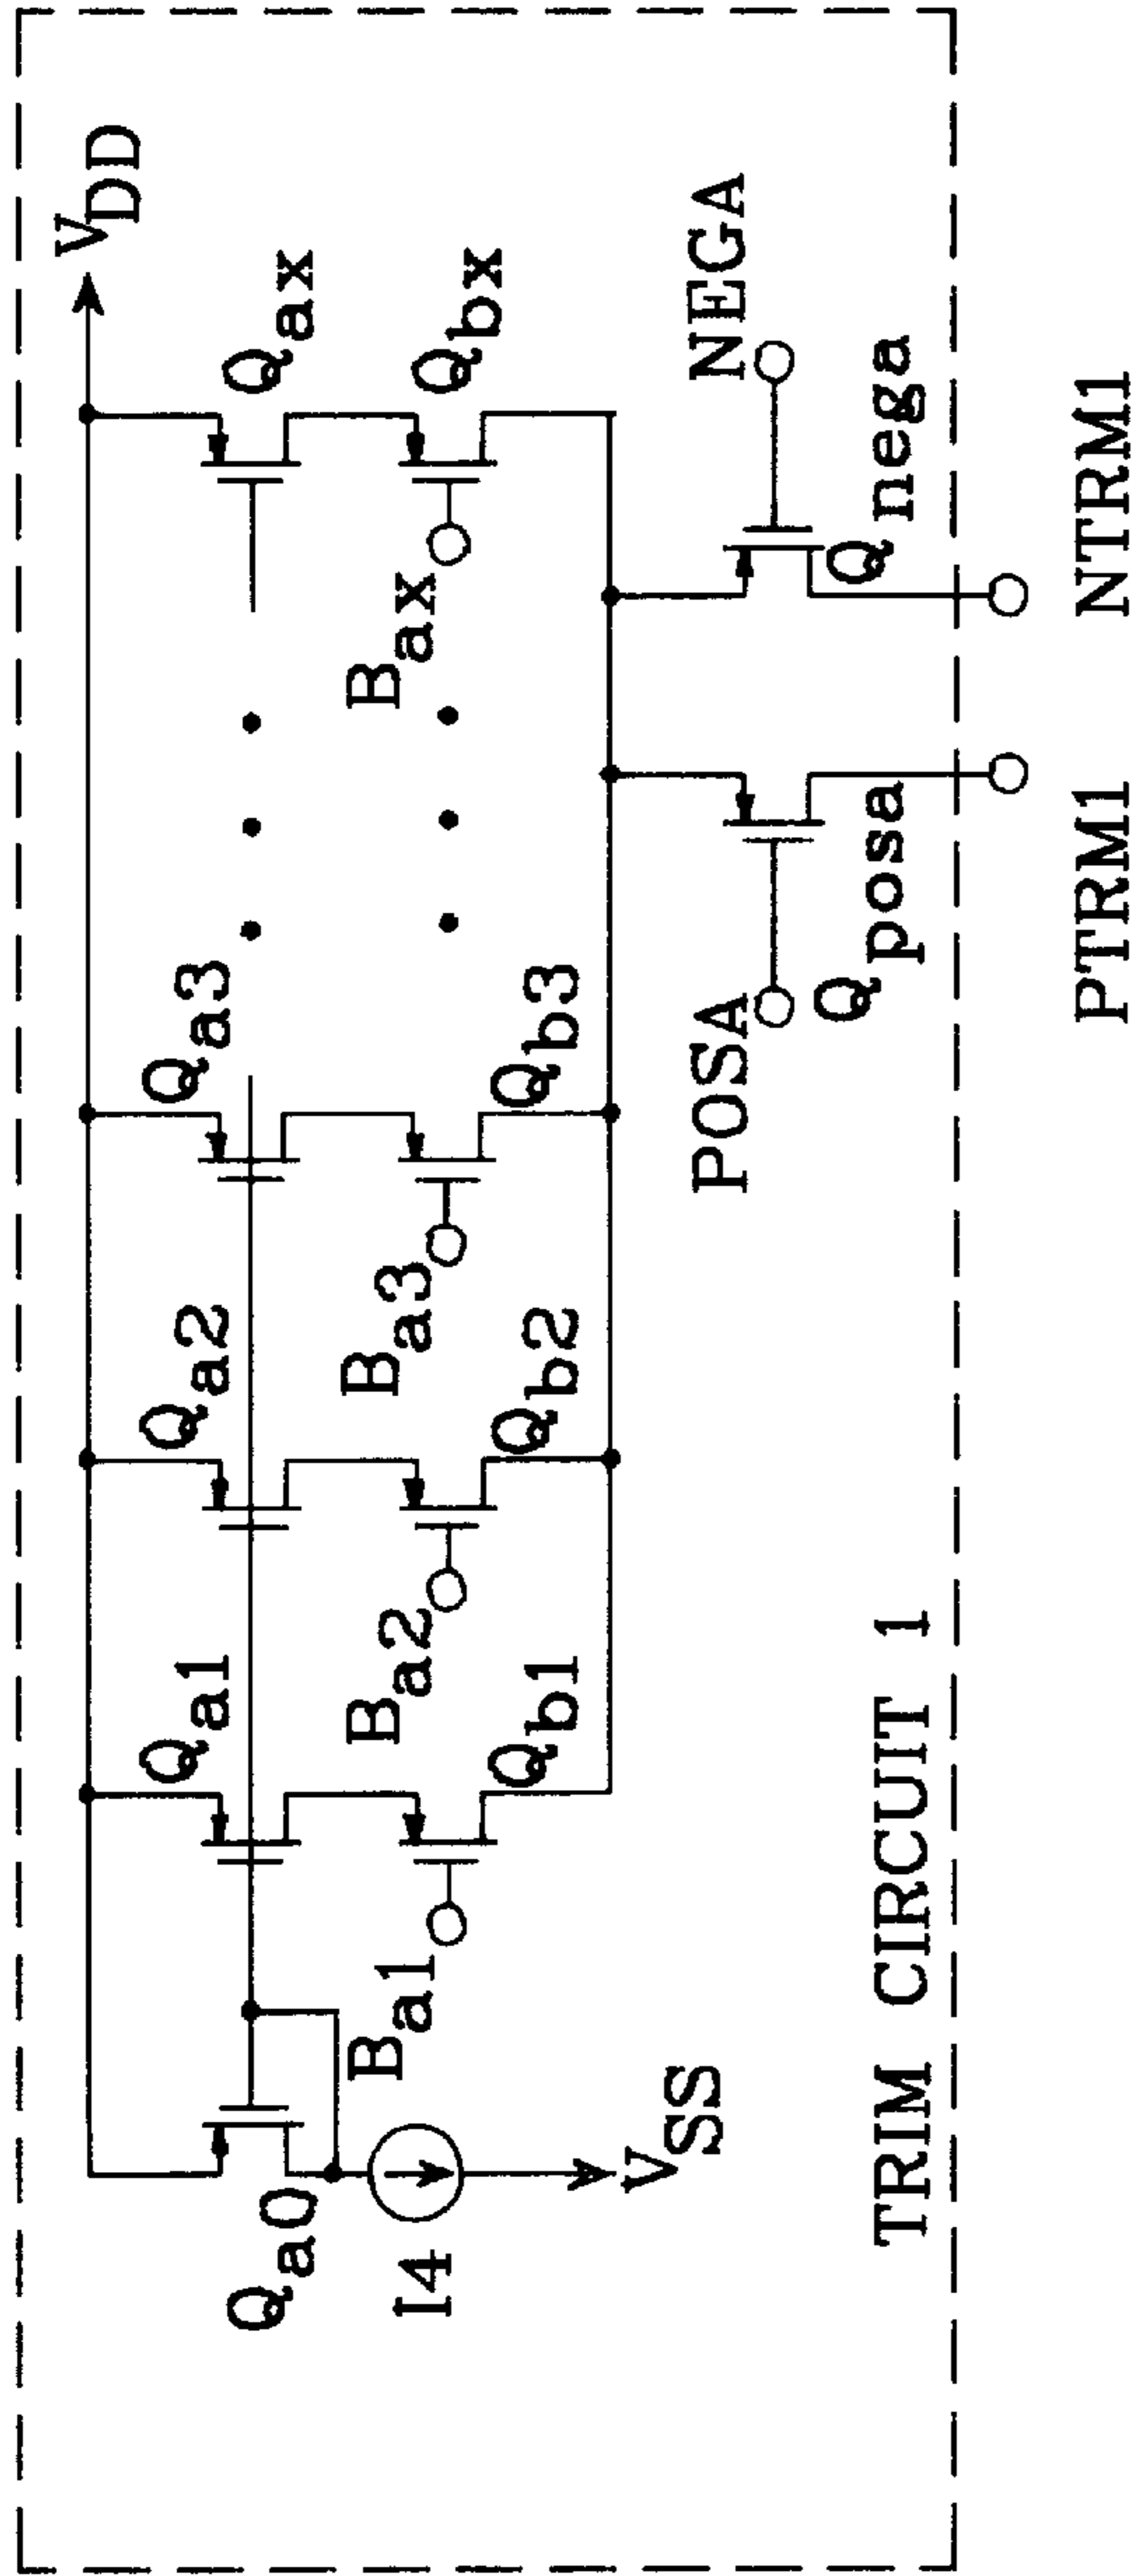 V_DD
Q_a0
Q_a1
Q_a2
Q_a3
Q_ax
I4
B_a1
Q_b1
B_a2
Q_b2
B_a3
Q_b3
B_ax
Q_bx
V_SS
POSA
NEGA
Q_posa
Q_nega
TRIM CIRCUIT 1
PTRM1
NTRM1